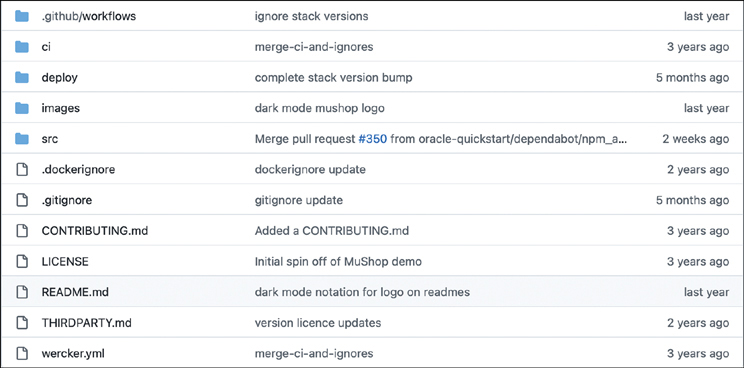 .github/workflows ignore stack versions last year
ci merge-ci-and-ignores 3 years ago
deploy complete stack version bump 5 months ago
images dark mode mushop logo last year
src Merge pull request #350 from oracle-quickstart/dependabot/npm_a... 2 weeks ago
.dockerignore dockerignore update 2 years ago
.gitignore gitignore update 5 months ago
CONTRIBUTING.md Added a CONTRIBUTING.md 3 years ago
LICENSE Initial spin off of MuShop demo 3 years ago
README.md dark mode notation for logo on readmes last year
THIRDPARTY.md version licence updates 2 years ago
wercker.yml merge-ci-and-ignores 3 years ago